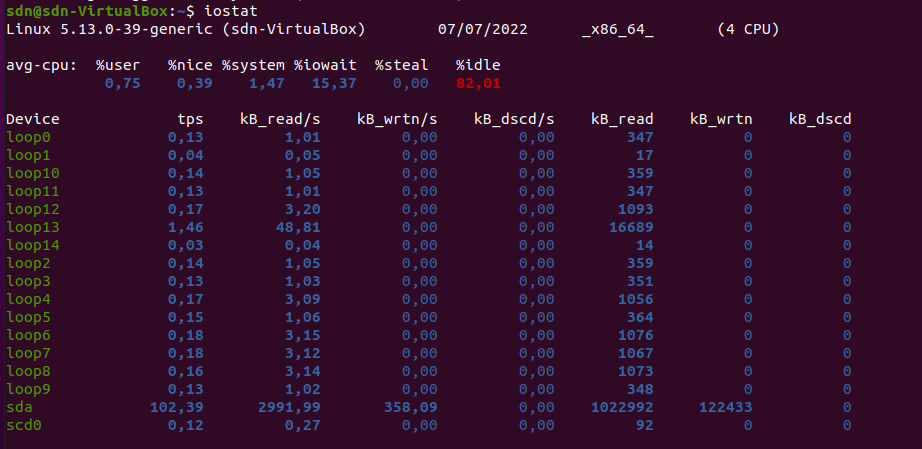 sdn@sdn-VirtualBox:~$ iostat
Linux 5.13.0-39-generic (sdn-VirtualBox) 07/07/2022 _x86_64_ (4 CPU)
avg-cpu: %user %nice %system %iowait %steal %idle
0,75 0,39 1,47 15,37 0,00 82,01
Device tps kB_read/s kB_wrtn/s kB_dscd/s kB_read kB_wrtn kB_dscd
loop0 0,13 1,01 0,00 0,00 347 0 0
loop1 0,04 0,05 0,00 0,00 17 0 0
loop10 0,14 1,05 0,00 0,00 359 0 0
loop11 0,13 1,01 0,00 0,00 347 0 0
loop12 0,17 3,20 0,00 0,00 1093 0 0
loop13 1,46 48,81 0,00 0,00 16689 0 0
loop14 0,03 0,04 0,00 0,00 14 0 0
loop2 0,14 1,05 0,00 0,00 359 0 0
loop3 0,13 1,03 0,00 0,00 351 0 0
loop4 0,17 3,09 0,00 0,00 1056 0 0
loop5 0,15 1,06 0,00 0,00 364 0 0
loop6 0,18 3,15 0,00 0,00 1076 0 0
loop7 0,18 3,12 0,00 0,00 1067 0 0
loop8 0,16 3,14 0,00 0,00 1073 0 0
loop9 0,13 1,02 0,00 0,00 348 0 0
sda 102,39 2991,99 358,09 0,00 1022992 122433 0
scd0 0,12 0,27 0,00 0,00 92 0 0